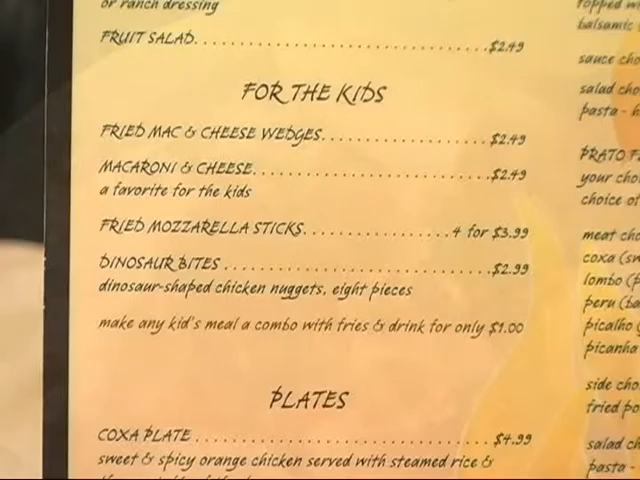 or ranch dressing
FRUIT SALAD. . . . . . . . . . . . . . . . . . . . . . . . . . . . . . .$2.49
FOR THE KIDS
FRIED MAC & CHEESE WEDGES. . . . . . . . . . . . . . . . . .$2.49
MACARONI & CHEESE. . . . . . . . . . . . . . . . . . . . . . . . . .$2.49
a favorite for the kids
FRIED MOZZARELLA STICKS. . . . . . . . . . . . . . . .4 for $3.99
DINOSAUR BITES . . . . . . . . . . . . . . . . . . . . . . . . . . . . .$2.99
dinosaur-shaped chicken nuggets, eight pieces
make any kid's meal a combo with fries & drink for only $1.00
PLATES
COXA PLATE . . . . . . . . . . . . . . . . . . . . . . . . . . . . . . . $4.99
sweet & spicy orange chicken served with steamed rice &
topped
balsamic
sauce
salad
pasta -
PRATO
your
choice of
meat
coxa
lombo
peru
picalho
picanha
side
fried
salad
pasta -